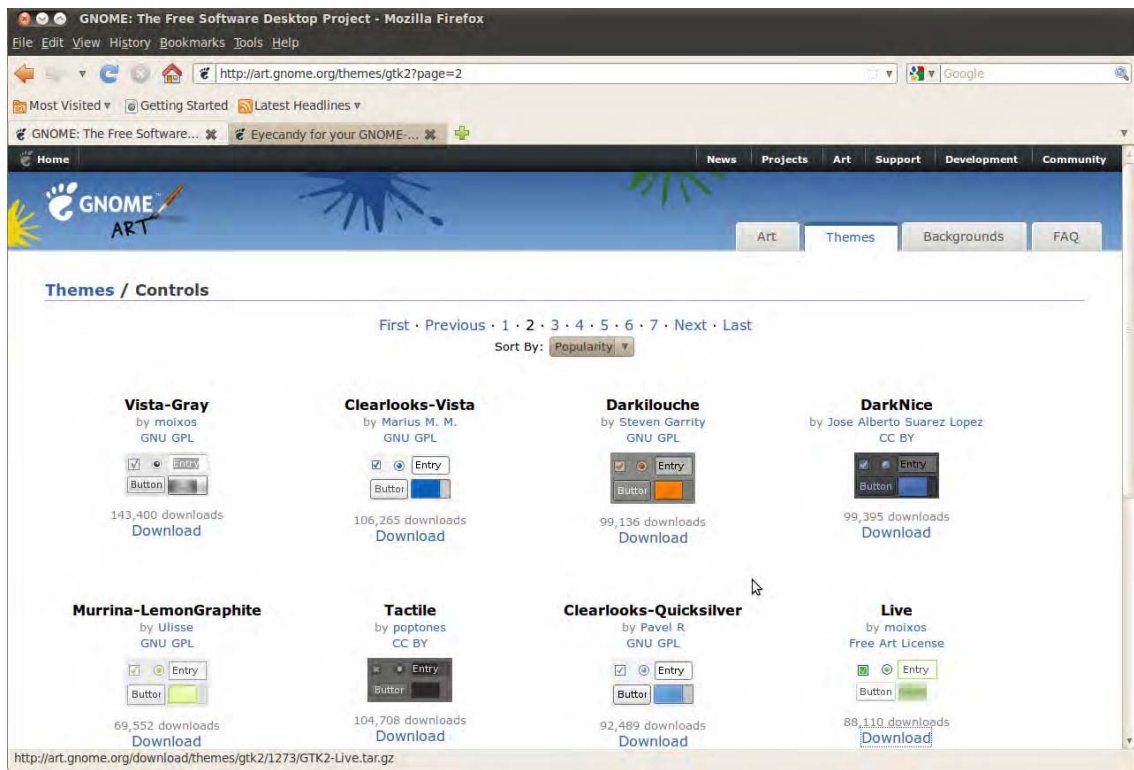 GNOME: The Free Software Desktop Project - Mozilla Firefox
File Edit View History Bookmarks Tools Help
http://art.gnome.org/themes/gtk2?page=2
Google
Most Visited Getting Started Latest Headlines
GNOME: The Free Software... Eyecandy for your GNOME-...
Home News Projects Art Support Development Community
GNOME™
ART
Art Themes Backgrounds FAQ
Themes / Controls
First · Previous · 1 · 2 · 3 · 4 · 5 · 6 · 7 · Next · Last
Sort By: Popularity
Vista-Gray Clearlooks-Vista Darkilouche DarkNice
by moixos by Marius M. M. by Steven Garrity by Jose Alberto Suarez Lopez
GNU GPL GNU GPL GNU GPL CC BY
Entry Entry Entry Entry
Button Button Button Button
143,400 downloads 106,265 downloads 99,136 downloads 99,395 downloads
Download Download Download Download
Murrina-LemonGraphite Tactile Clearlooks-Quicksilver Live
by Ulisse by poptones by Pavel R by moixos
GNU GPL CC BY GNU GPL Free Art License
Entry Entry Entry Entry
Button Button Button Button
69,552 downloads 104,708 downloads 92,489 downloads 88,110 downloads
Download Download Download Download
http://art.gnome.org/download/themes/gtk2/1273/GTK2-Live.tar.gz